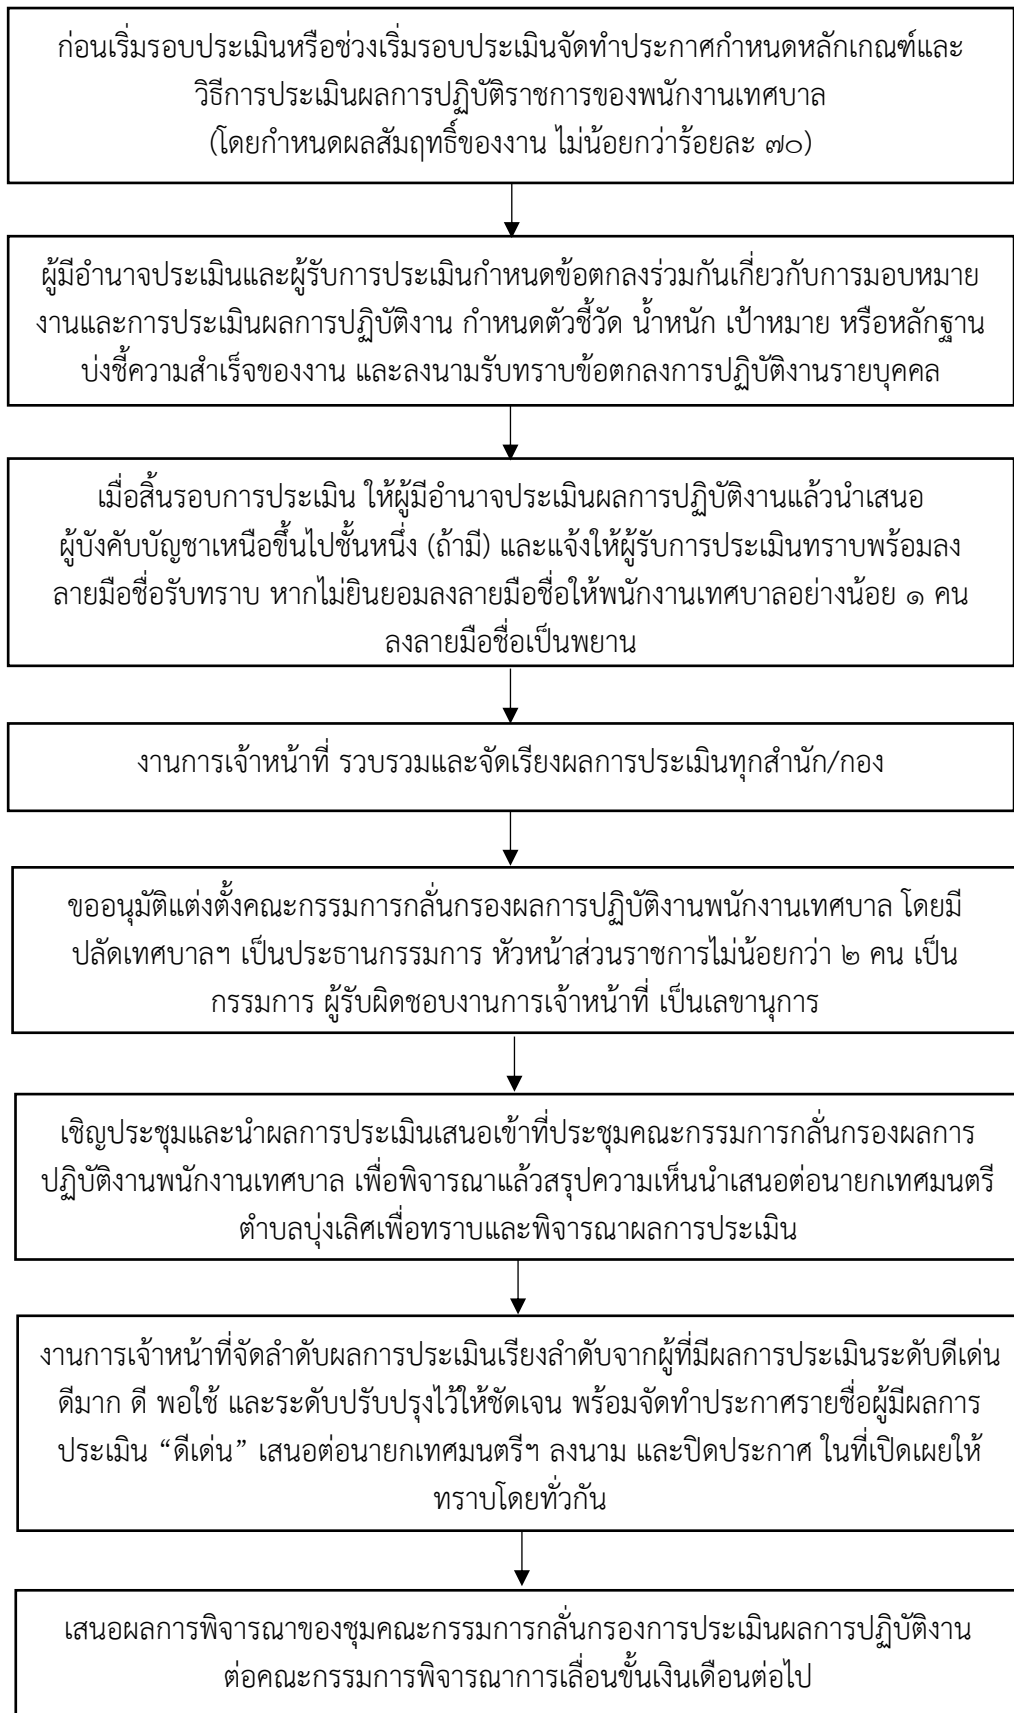 ก่อนเริ่มรอบประเมินหรือช่วงเริ่มรอบประเมินจัดทำประกาศกำหนดหลักเกณฑ์และ
วิธีการประเมินผลการปฏิบัติราชการของพนักงานเทศบาล
(โดยกำหนดผลสัมฤทธิ์ของงาน ไม่น้อยกว่าร้อยละ ๗๐)
ผู้มีอำนาจประเมินและผู้รับการประเมินกำหนดข้อตกลงร่วมกันเกี่ยวกับการมอบหมาย
งานและการประเมินผลการปฏิบัติงาน กำหนดตัวชี้วัด น้ำหนัก เป้าหมาย หรือหลักฐาน
บ่งชี้ความสำเร็จของงาน และลงนามรับทราบข้อตกลงการปฏิบัติงานรายบุคคล
เมื่อสิ้นรอบการประเมิน ให้ผู้มีอำนาจประเมินผลการปฏิบัติงานแล้วนำเสนอ
ผู้บังคับบัญชาเหนือขึ้นไปชั้นหนึ่ง (ถ้ามี) และแจ้งให้ผู้รับการประเมินทราบพร้อมลง
ลายมือชื่อรับทราบ หากไม่ยินยอมลงลายมือชื่อให้พนักงานเทศบาลอย่างน้อย ๑ คน
ลงลายมือชื่อเป็นพยาน
งานการเจ้าหน้าที่ รวบรวมและจัดเรียงผลการประเมินทุกสำนัก/กอง
ขออนุมัติแต่งตั้งคณะกรรมการกลั่นกรองผลการปฏิบัติงานพนักงานเทศบาล โดยมี
ปลัดเทศบาลฯ เป็นประธานกรรมการ หัวหน้าส่วนราชการไม่น้อยกว่า ๒ คน เป็น
กรรมการ ผู้รับผิดชอบงานการเจ้าหน้าที่ เป็นเลขานุการ
เชิญประชุมและนำผลการประเมินเสนอเข้าที่ประชุมคณะกรรมการกลั่นกรองผลการ
ปฏิบัติงานพนักงานเทศบาล เพื่อพิจารณาแล้วสรุปความเห็นนำเสนอต่อนายกเทศมนตรี
ตำบลบุ่งเลิศเพื่อทราบและพิจารณาผลการประเมิน
งานการเจ้าหน้าที่จัดลำดับผลการประเมินเรียงลำดับจากผู้ที่มีผลการประเมินระดับดีเด่น
ดีมาก ดี พอใช้ และระดับปรับปรุงไว้ให้ชัดเจน พร้อมจัดทำประกาศรายชื่อผู้มีผลการ
ประเมิน “ดีเด่น” เสนอต่อนายกเทศมนตรีฯ ลงนาม และปิดประกาศ ในที่เปิดเผยให้
ทราบโดยทั่วกัน
เสนอผลการพิจารณาของชุมคณะกรรมการกลั่นกรองการประเมินผลการปฏิบัติงาน
ต่อคณะกรรมการพิจารณาการเลื่อนขั้นเงินเดือนต่อไป